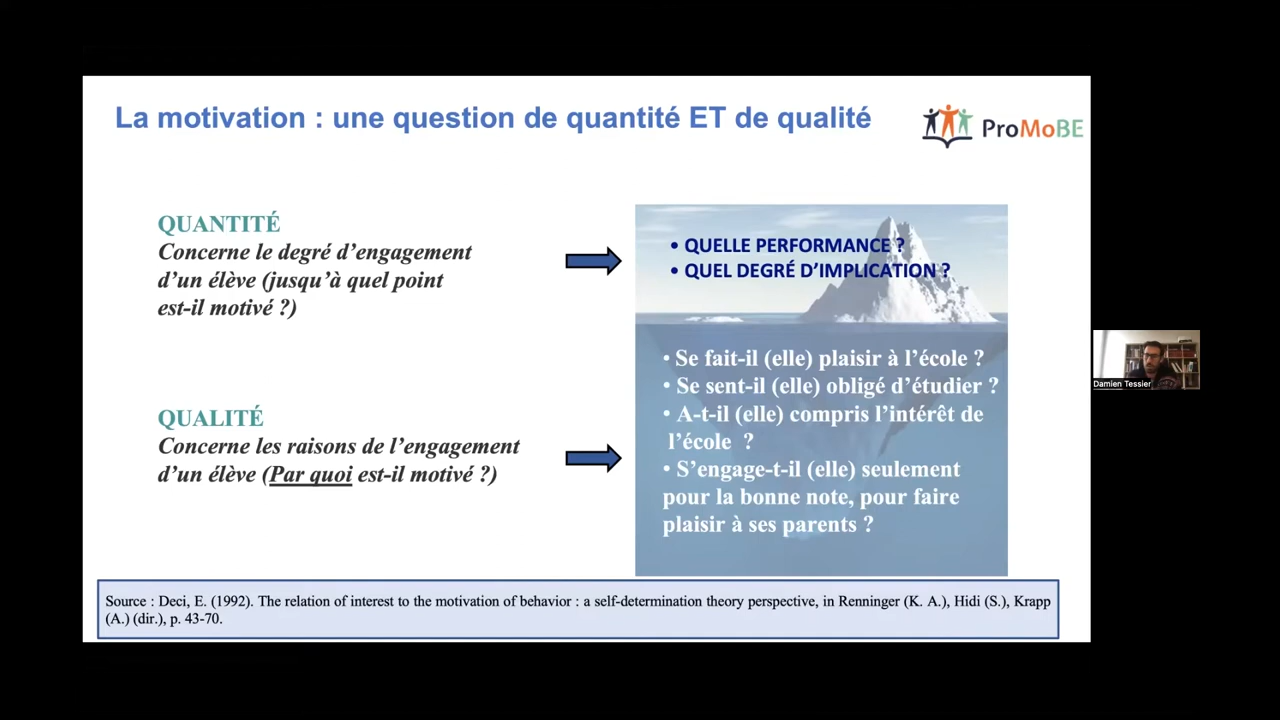 La motivation : une question de quantité ET de qualité
ProMoBE
QUANTITÉ
Concerne le degré d’engagement
d’un élève (jusqu’à quel point
est-il motivé ?)
• QUELLE PERFORMANCE ?
• QUEL DEGRÉ D’IMPLICATION ?
QUALITÉ
Concerne les raisons de l’engagement
d’un élève (Par quoi est-il motivé ?)
• Se fait-il (elle) plaisir à l’école ?
• Se sent-il (elle) obligé d’étudier ?
• A-t-il (elle) compris l’intérêt de
l’école ?
• S’engage-t-il (elle) seulement
pour la bonne note, pour faire
plaisir à ses parents ?
Source : Deci, E. (1992). The relation of interest to the motivation of behavior : a self-determination theory perspective, in Renninger (K. A.), Hidi (S.), Krapp
(A.) (dir.), p. 43-70.
Damien Tessier